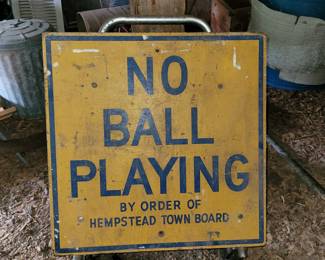 NO
BALL
PLAYING
BY ORDER OF
HEMPSTEAD TOWN BOARD